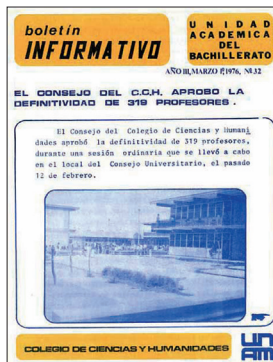 boletín
INFORMATIVO
UNIDAD
ACADEMICA
DEL
BACHILLERATO
AÑO III, MARZO 1º, 1976, No. 32
EL CONSEJO DEL C.C.H. APROBO LA
DEFINITIVIDAD DE 319 PROFESORES.
El Consejo del Colegio de Ciencias y Humani
dades aprobó la definitividad de 319 profesores,
durante una sesión ordinaria que se llevó a cabo
en el local del Consejo Universitario, el pasado
12 de febrero.
COLEGIO DE CIENCIAS Y HUMANIDADES
UN
AM